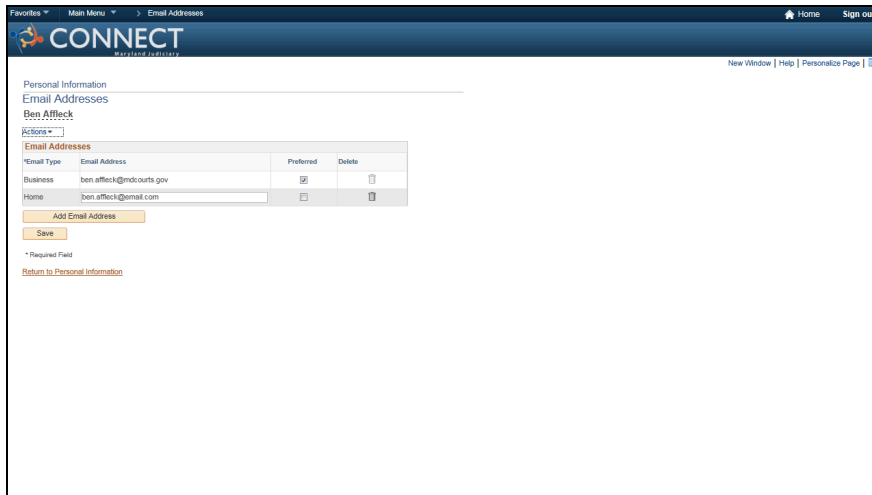 Favorites Main Menu > Email Addresses Home Sign ou
CONNECT
Maryland Judiciary
New Window | Help | Personalize Page |
Personal Information
Email Addresses
Ben Affleck
Actions
Email Addresses
*Email Type Email Address Preferred Delete
Business ben.affleck@mdcourts.gov
Home ben.affleck@email.com
Add Email Address
Save
* Required Field
Return to Personal Information